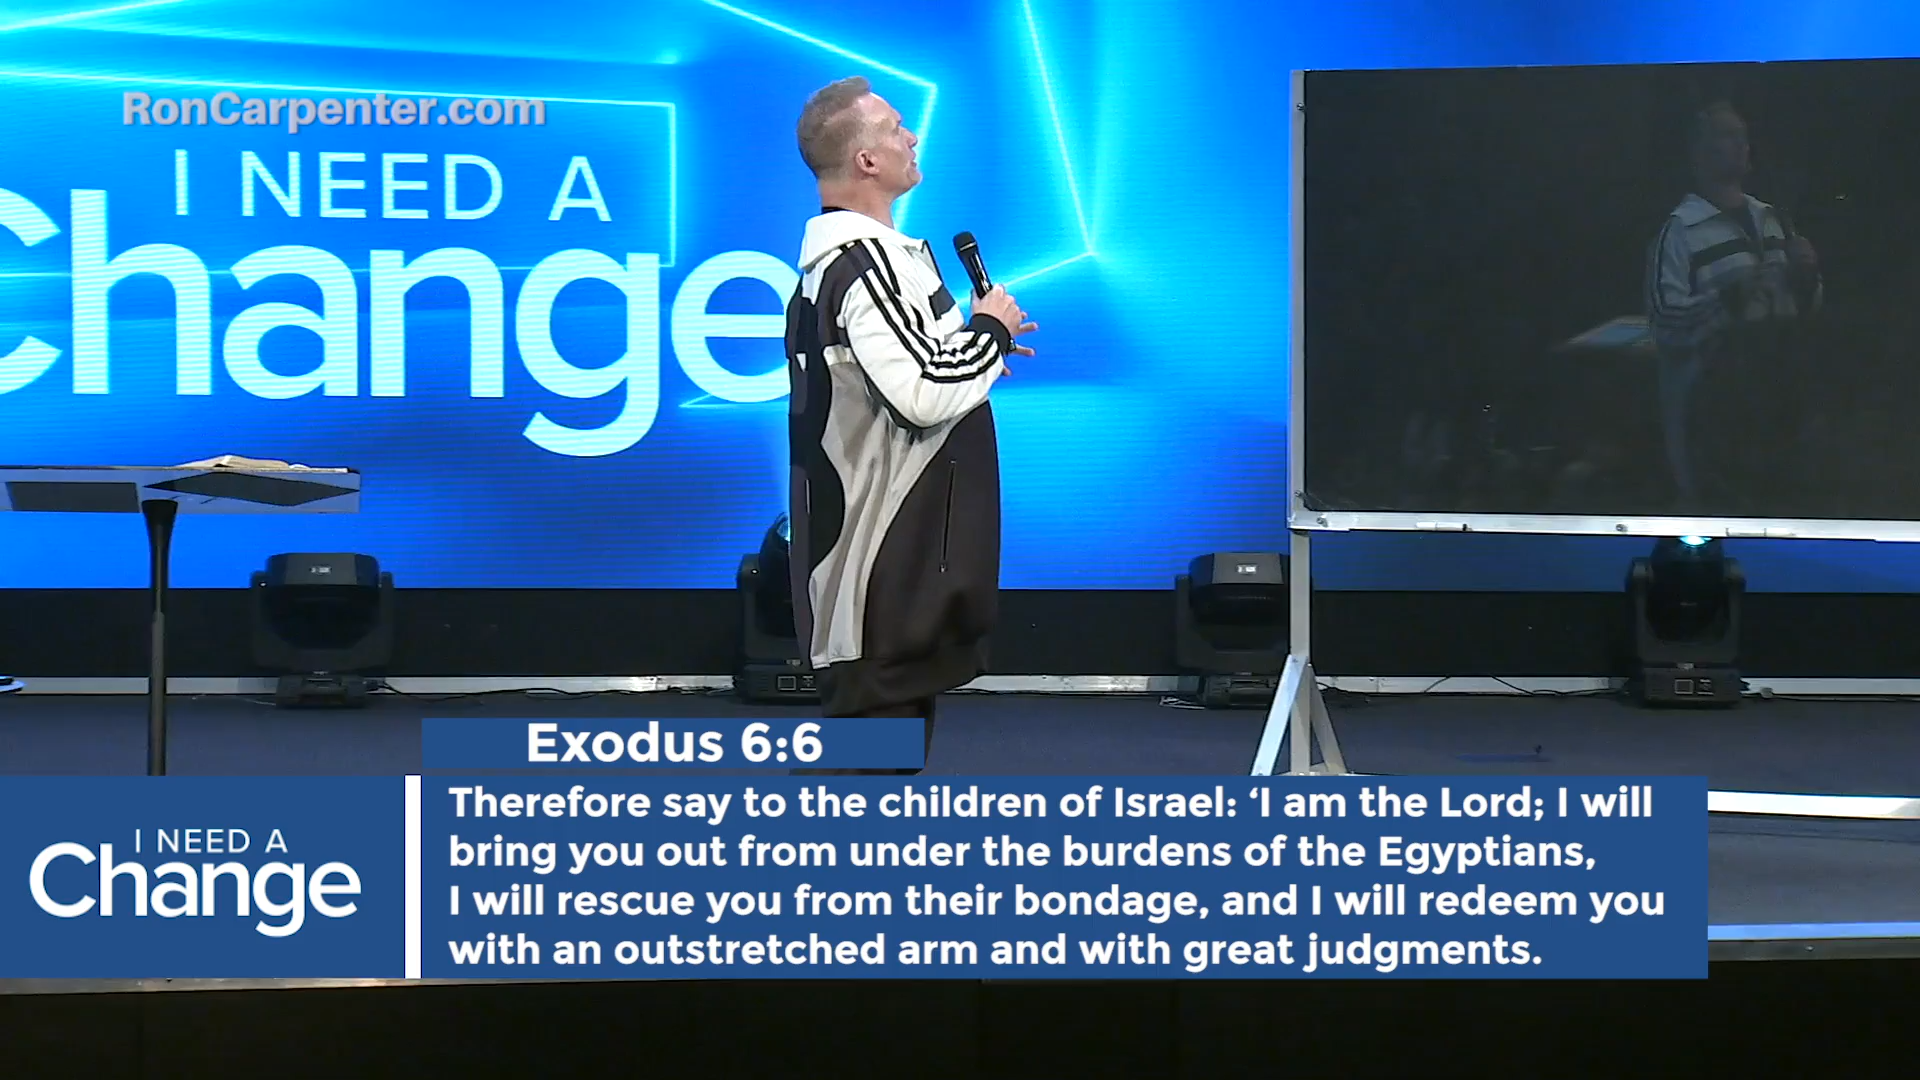 RonCarpenter.com
I NEED A
Change
Exodus 6:6
I NEED A
Change
Therefore say to the children of Israel: ‘I am the Lord; I will
bring you out from under the burdens of the Egyptians,
I will rescue you from their bondage, and I will redeem you
with an outstretched arm and with great judgments.